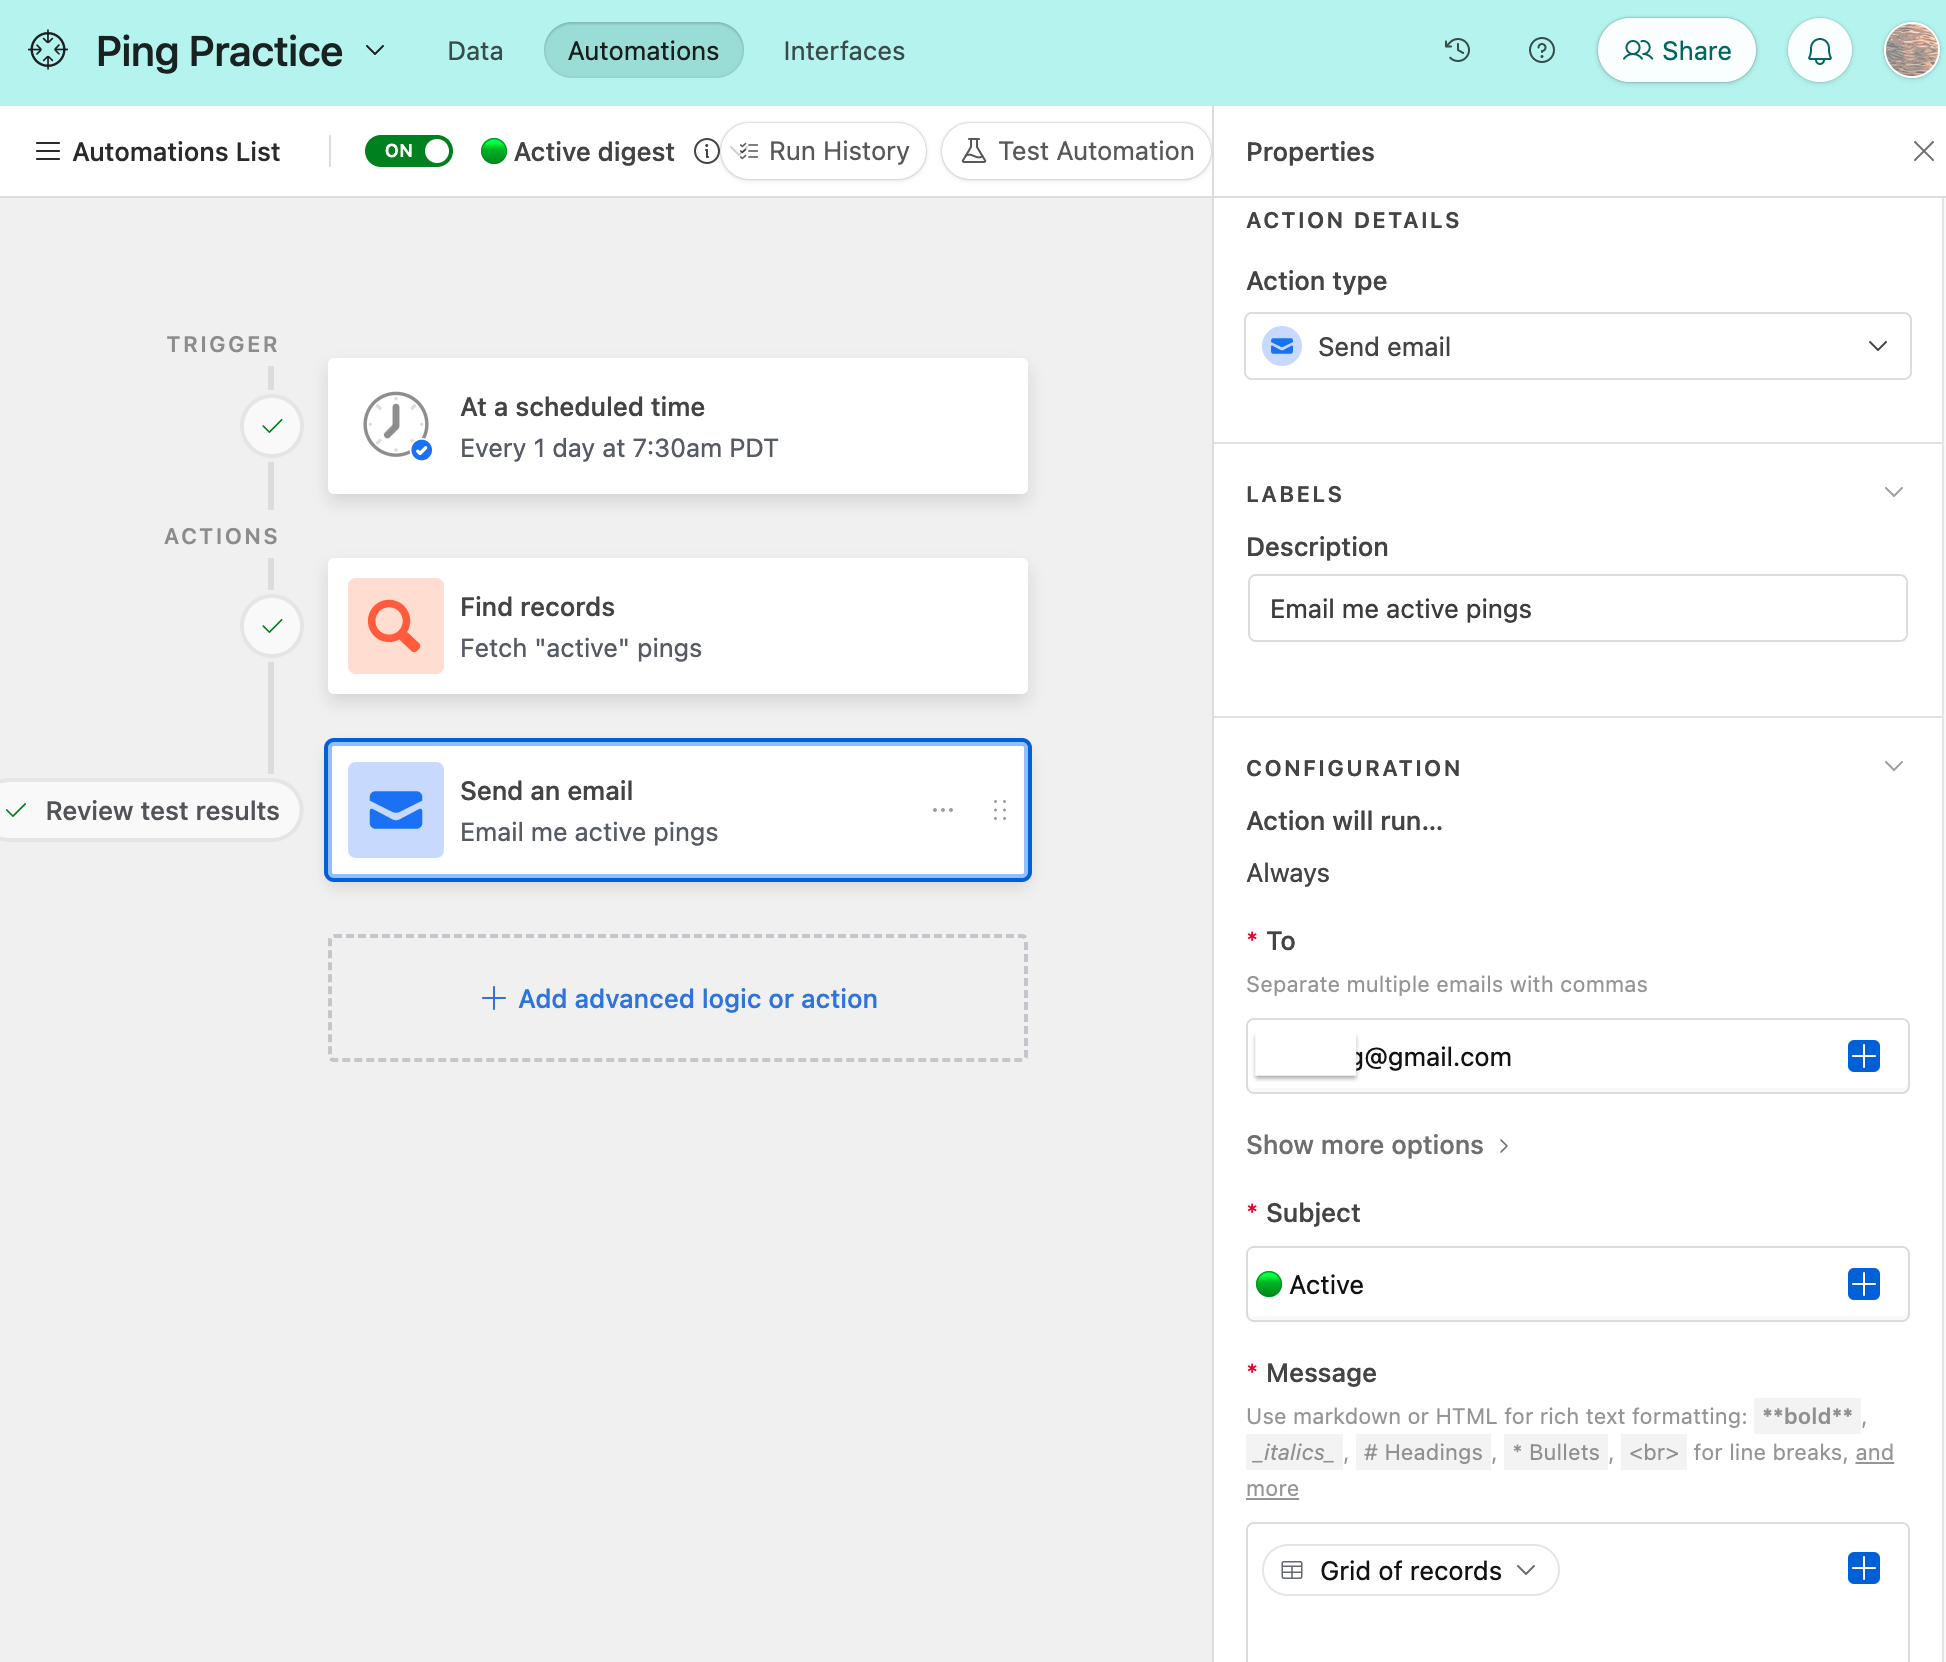 Ping Practice
Data
Automations
Interfaces
Share
Automations List
ON
Active digest
Run History
Test Automation
TRIGGER
At a scheduled time
Every 1 day at 7:30am PDT
ACTIONS
Find records
Fetch "active" pings
Review test results
Send an email
Email me active pings
Add advanced logic or action
Properties
ACTION DETAILS
Action type
Send email
LABELS
Description
Email me active pings
CONFIGURATION
Action will run...
Always
* To
Separate multiple emails with commas
g@gmail.com
Show more options
* Subject
Active
* Message
Use markdown or HTML for rich text formatting: **bold**,
_italics_, # Headings, * Bullets, <br> for line breaks, and
more
Grid of records